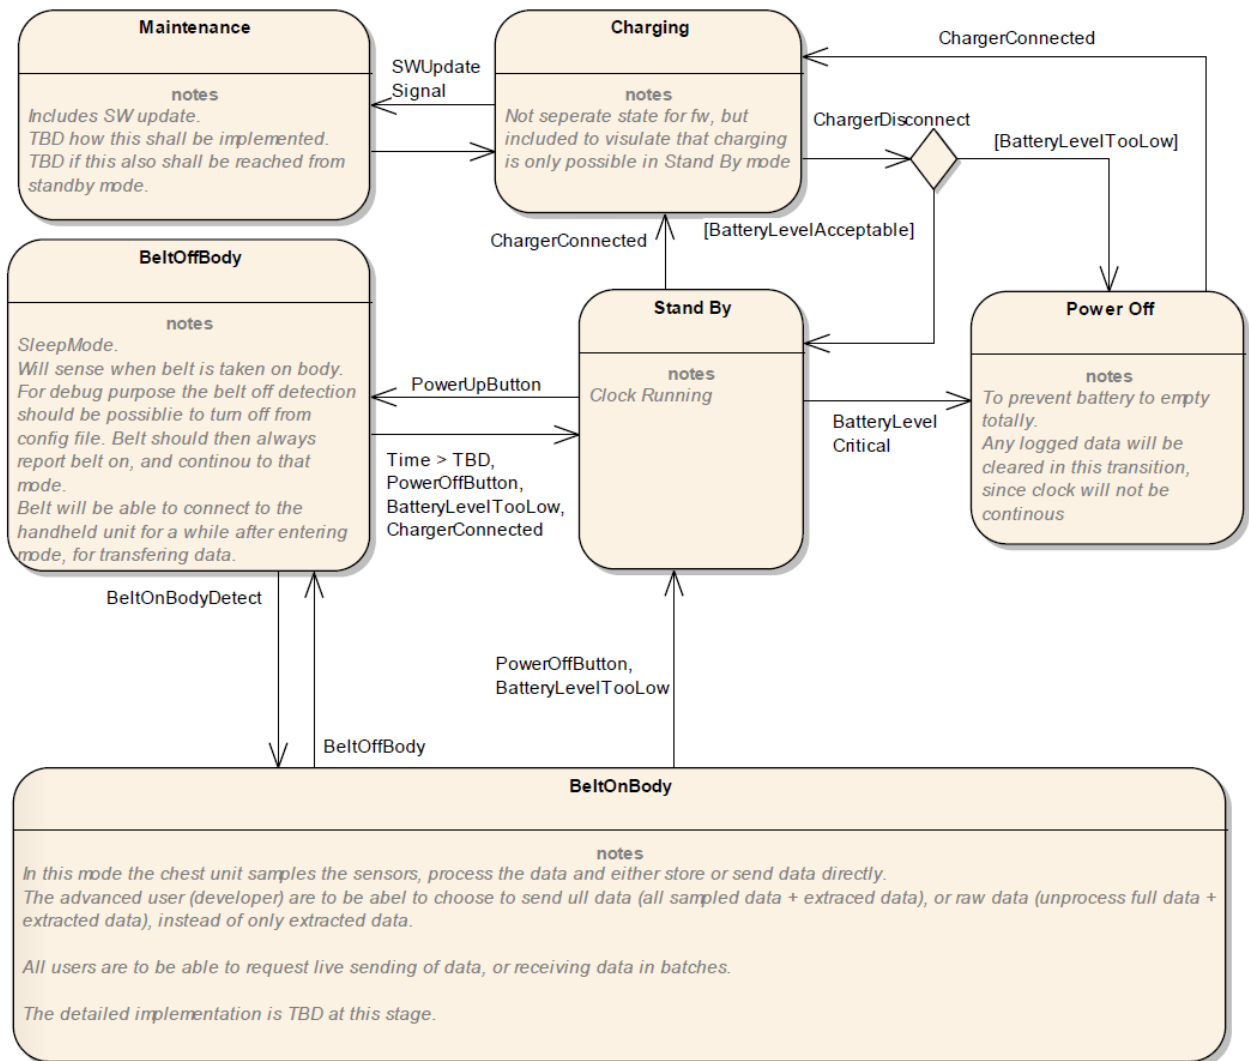 Maintenance
notes
Includes SW update.
TBD how this shall be implemented.
TBD if this also shall be reached from
standby mode.
SWUpdate
Signal
Charging
notes
Not seperate state for fw, but
included to visulate that charging
is only possible in Stand By mode
ChargerConnected
ChargerDisconnect
[BatteryLevelTooLow]
ChargerConnected
[BatteryLevelAcceptable]
BeltOffBody
notes
SleepMode.
Will sense when belt is taken on body.
For debug purpose the belt off detection
should be possiblie to turn off from
config file. Belt should then always
report belt on, and continou to that
mode.
Belt will be able to connect to the
handheld unit for a while after entering
mode, for transfering data.
PowerUpButton
Time > TBD,
PowerOffButton,
BatteryLevelTooLow,
ChargerConnected
Stand By
notes
Clock Running
BatteryLevel
Critical
Power Off
notes
To prevent battery to empty
totally.
Any logged data will be
cleared in this transition,
since clock will not be
continous
BeltOnBodyDetect
BeltOffBody
PowerOffButton,
BatteryLevelTooLow
BeltOnBody
notes
In this mode the chest unit samples the sensors, process the data and either store or send data directly.
The advanced user (developer) are to be abel to choose to send ull data (all sampled data + extraced data), or raw data (unprocess full data +
extracted data), instead of only extracted data.
All users are to be able to request live sending of data, or receiving data in batches.
The detailed implementation is TBD at this stage.